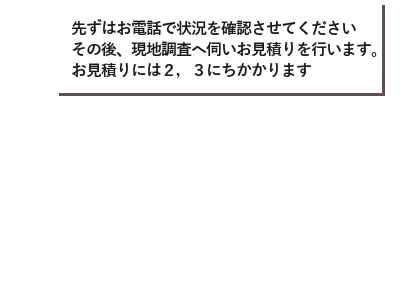 先ずはお電話で状況を確認させてください
その後、現地調査へ伺いお見積りを行います。
お見積りには２，３にちかかります